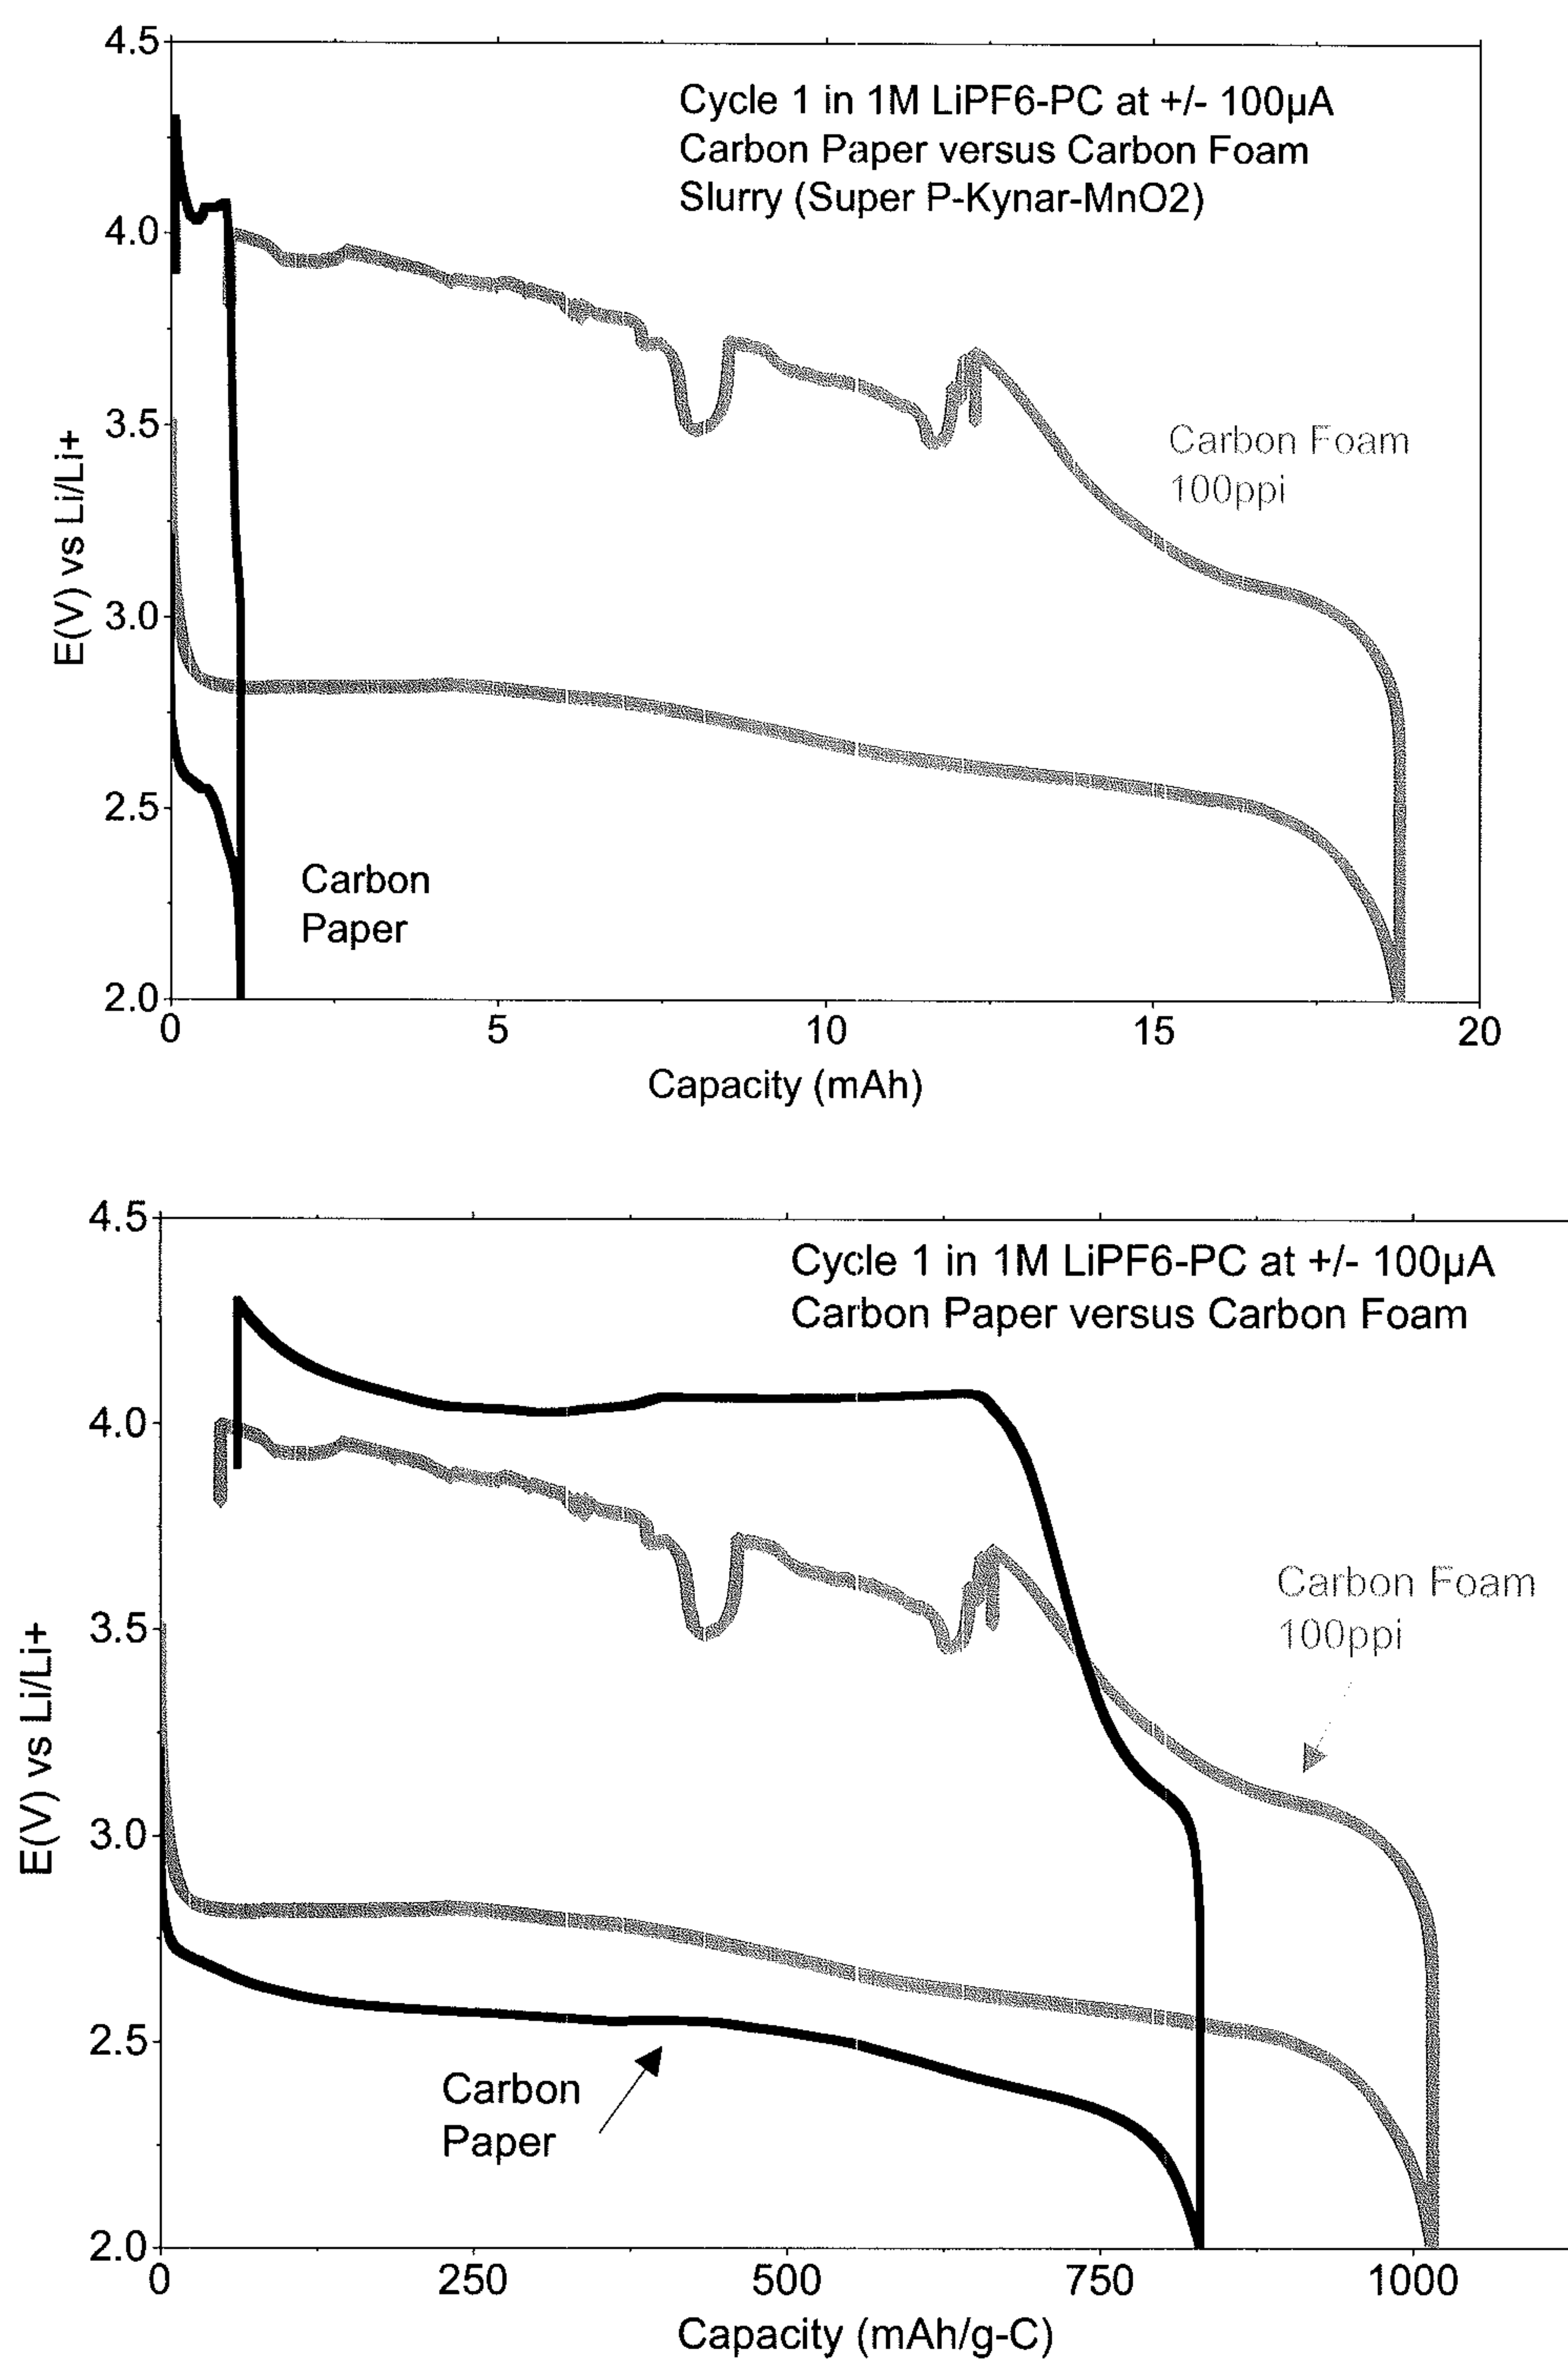 4.5
Cycle 1 in 1M LiPF6-PC at +/- 100µA
Carbon Paper versus Carbon Foam
Slurry (Super P-Kynar-MnO2)
4.0
3.5
Carbon Foam
100ppi
E(V) vs Li/Li+
3.0
2.5
Carbon
Paper
2.0
0 5 10 15 20
Capacity (mAh)
4.5
Cycle 1 in 1M LiPF6-PC at +/- 100µA
Carbon Paper versus Carbon Foam
4.0
3.5
Carbon Foam
100ppi
E(V) vs Li/Li+
3.0
2.5
Carbon
Paper
2.0
0 250 500 750 1000
Capacity (mAh/g-C)